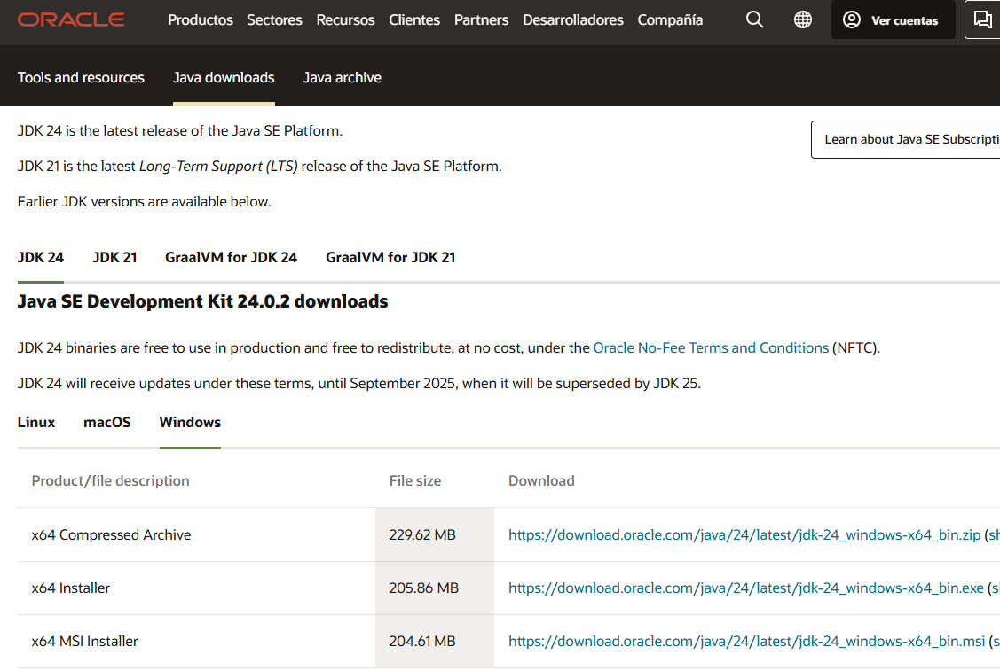 ORACLE Productos Sectores Recursos Clientes Partners Desarrolladores Compañía Ver cuentas
Tools and resources Java downloads Java archive
JDK 24 is the latest release of the Java SE Platform.
Learn about Java SE Subscripti
JDK 21 is the latest Long-Term Support (LTS) release of the Java SE Platform.
Earlier JDK versions are available below.
JDK 24 JDK 21 GraalVM for JDK 24 GraalVM for JDK 21
Java SE Development Kit 24.0.2 downloads
JDK 24 binaries are free to use in production and free to redistribute, at no cost, under the Oracle No-Fee Terms and Conditions (NFTC).
JDK 24 will receive updates under these terms, until September 2025, when it will be superseded by JDK 25.
Linux macOS Windows
Product/file description File size Download
x64 Compressed Archive 229.62 MB https://download.oracle.com/java/24/latest/jdk-24_windows-x64_bin.zip (sh
x64 Installer 205.86 MB https://download.oracle.com/java/24/latest/jdk-24_windows-x64_bin.exe (s
x64 MSI Installer 204.61 MB https://download.oracle.com/java/24/latest/jdk-24_windows-x64_bin.msi (s